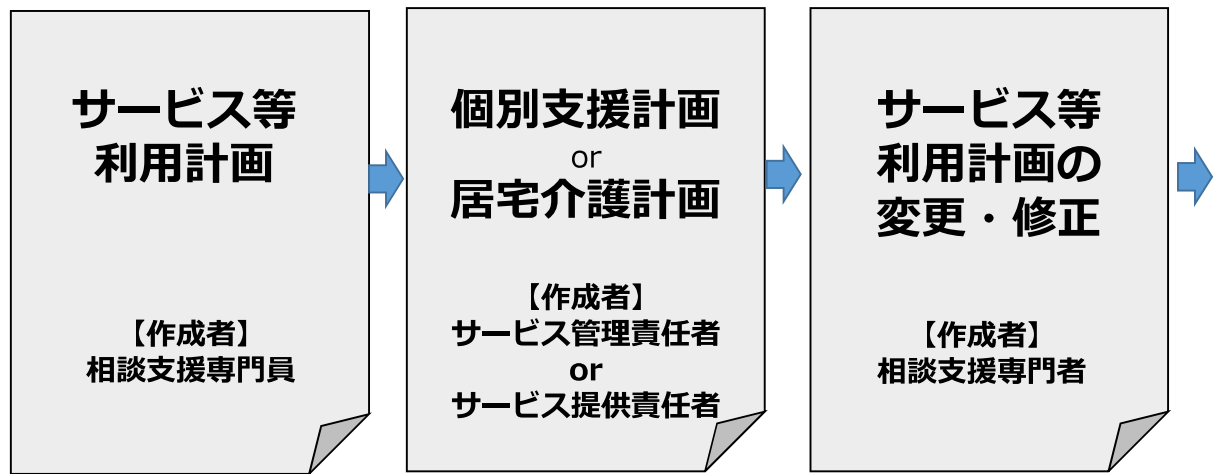 サービス等
利用計画
【作成者】
相談支援専門員
個別支援計画
or
居宅介護計画
【作成者】
サービス管理責任者
or
サービス提供責任者
サービス等
利用計画の
変更・修正
【作成者】
相談支援専門者